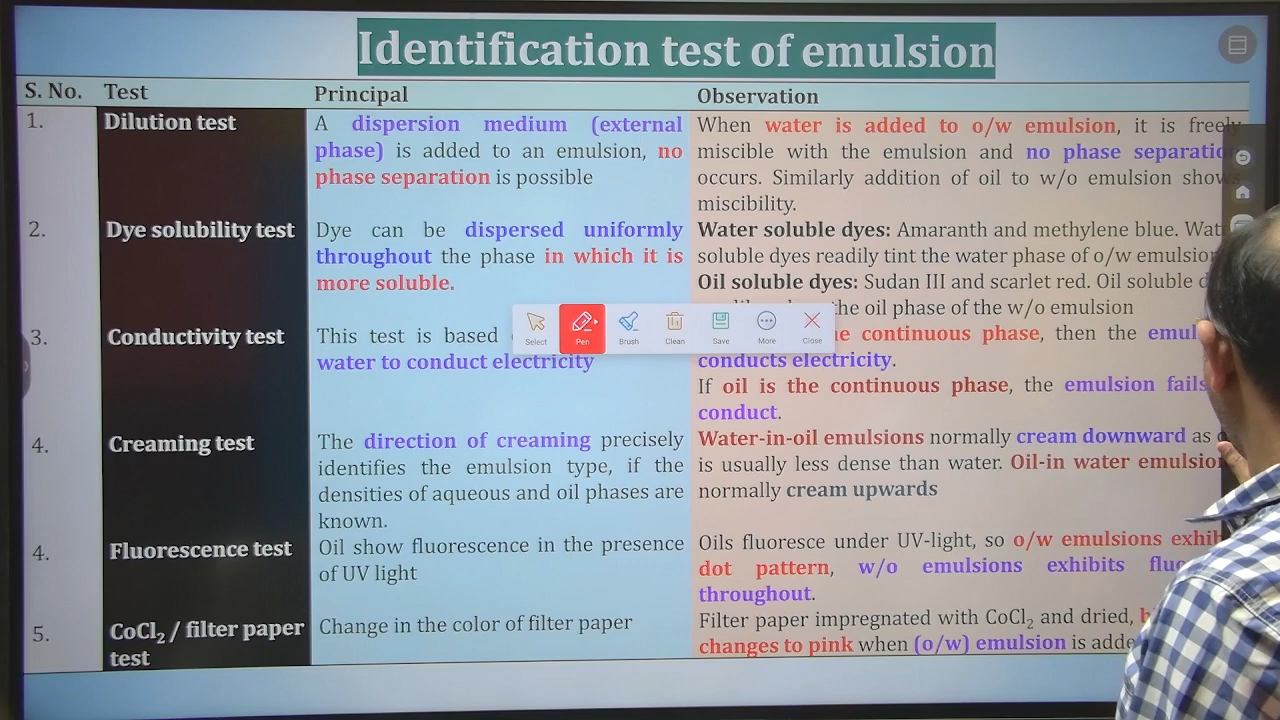 Identification test of emulsion
S. No. Test Principal Observation
1. Dilution test
A dispersion medium (external
phase) is added to an emulsion, no
phase separation is possible
When water is added to o/w emulsion, it is freely
miscible with the emulsion and no phase separation
occurs. Similarly addition of oil to w/o emulsion shows
miscibility.
2. Dye solubility test
Dye can be dispersed uniformly
throughout the phase in which it is
more soluble.
Water soluble dyes: Amaranth and methylene blue. Wat
soluble dyes readily tint the water phase of o/w emulsion
Oil soluble dyes: Sudan III and scarlet red. Oil soluble d
the oil phase of the w/o emulsion
Select Pen Brush Clean Save More Close
3. Conductivity test
This test is based
water to conduct electricity
continuous phase, then the emul
conducts electricity.
If oil is the continuous phase, the emulsion fails
conduct.
4. Creaming test
The direction of creaming precisely
identifies the emulsion type, if the
densities of aqueous and oil phases are
known.
Water-in-oil emulsions normally cream downward as
is usually less dense than water. Oil-in water emulsion
normally cream upwards
4. Fluorescence test
Oil show fluorescence in the presence
of UV light
Oils fluoresce under UV-light, so o/w emulsions exhib
dot pattern, w/o emulsions exhibits fluo
throughout.
5. CoCl₂ / filter paper
test
Change in the color of filter paper
Filter paper impregnated with CoCl₂ and dried,
changes to pink when (o/w) emulsion is adde